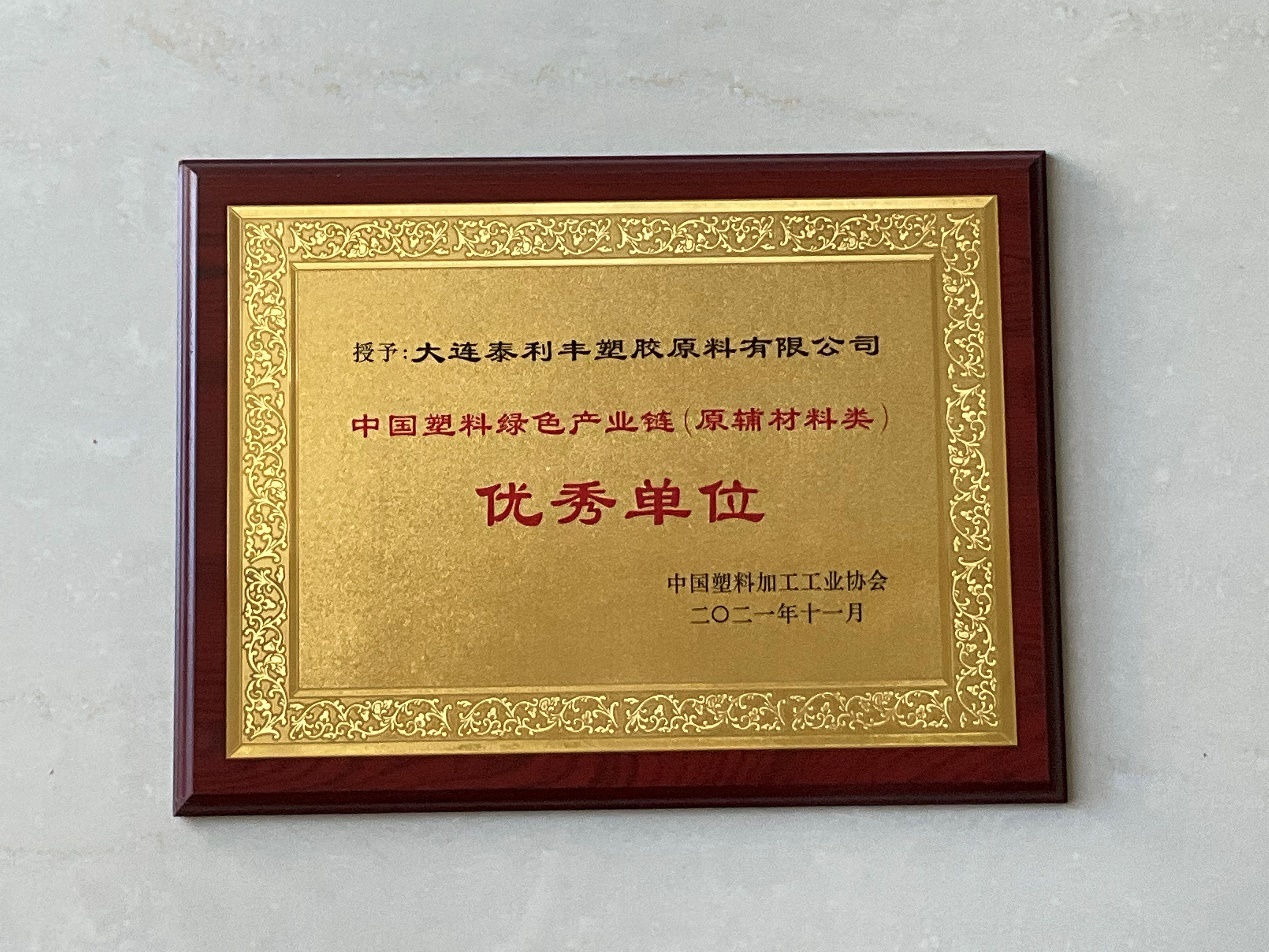 授予:大连泰利丰塑胶原料有限公司
中国塑料绿色产业链(原辅材料类)
优秀单位
中国塑料加工工业协会
二〇二一年十一月